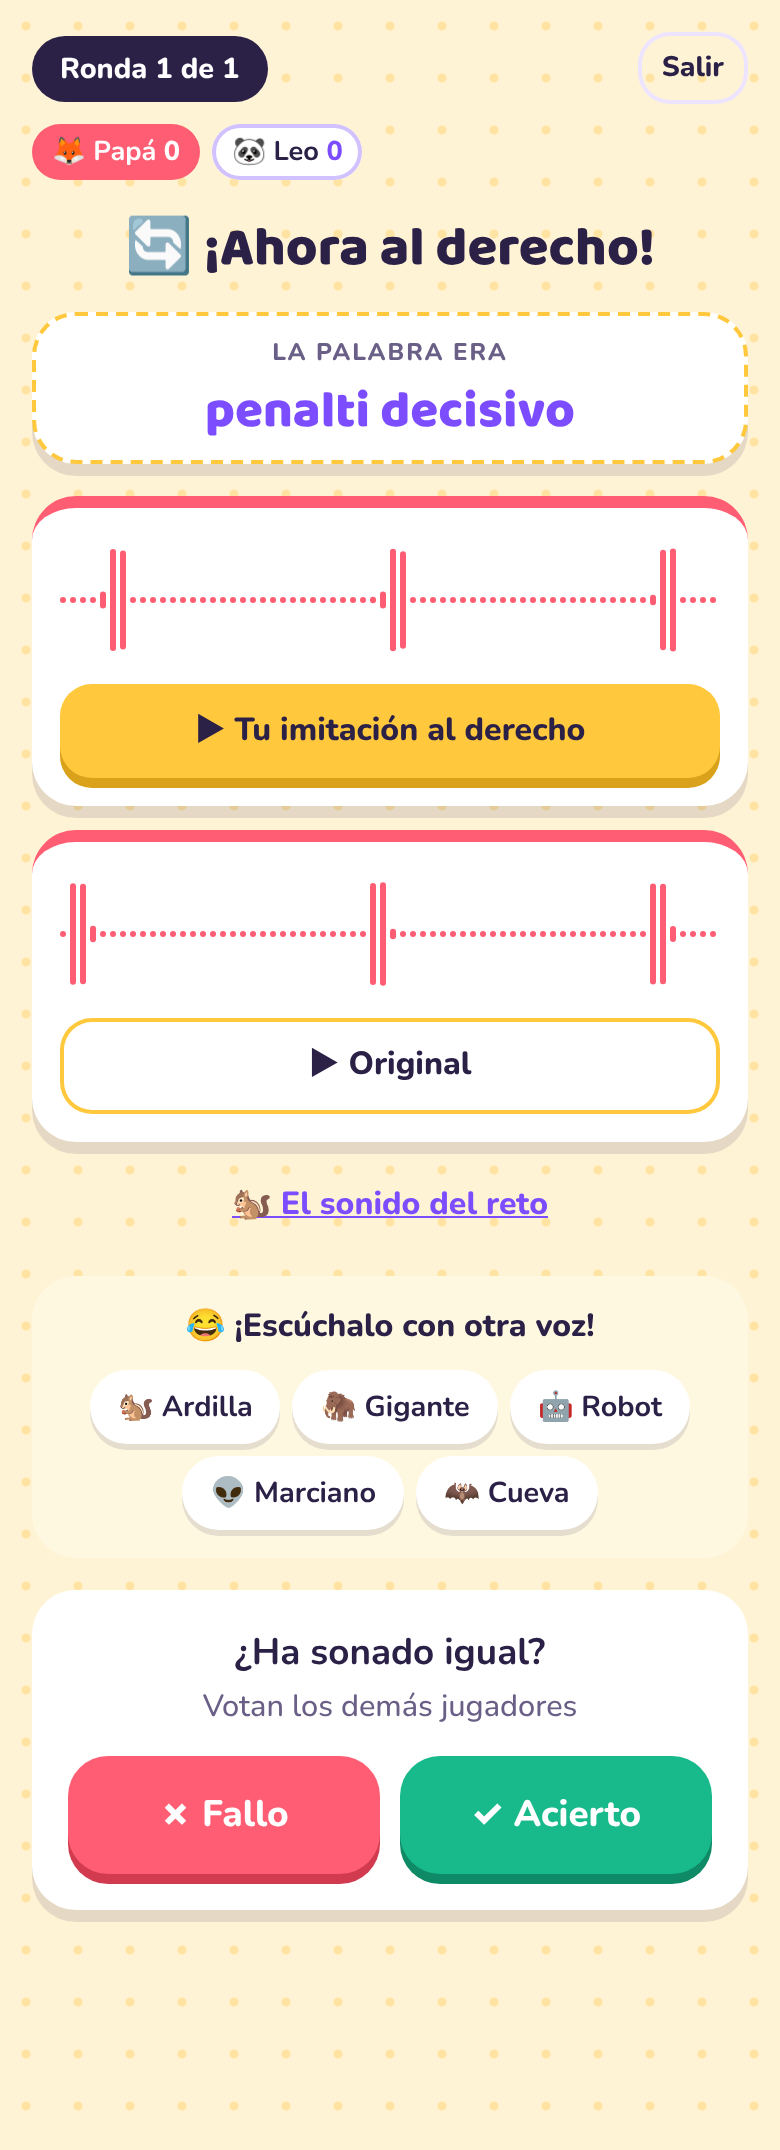 Ronda 1 de 1
Salir
🦊 Papá 0
🐼 Leo 0
🔄 ¡Ahora al derecho!
LA PALABRA ERA
penalti decisivo
▶ Tu imitación al derecho
▶ Original
🐿️ El sonido del reto
😂 ¡Escúchalo con otra voz!
🐿️ Ardilla
🦣 Gigante
🤖 Robot
👽 Marciano
🦇 Cueva
¿Ha sonado igual?
Votan los demás jugadores
✕ Fallo
✓ Acierto